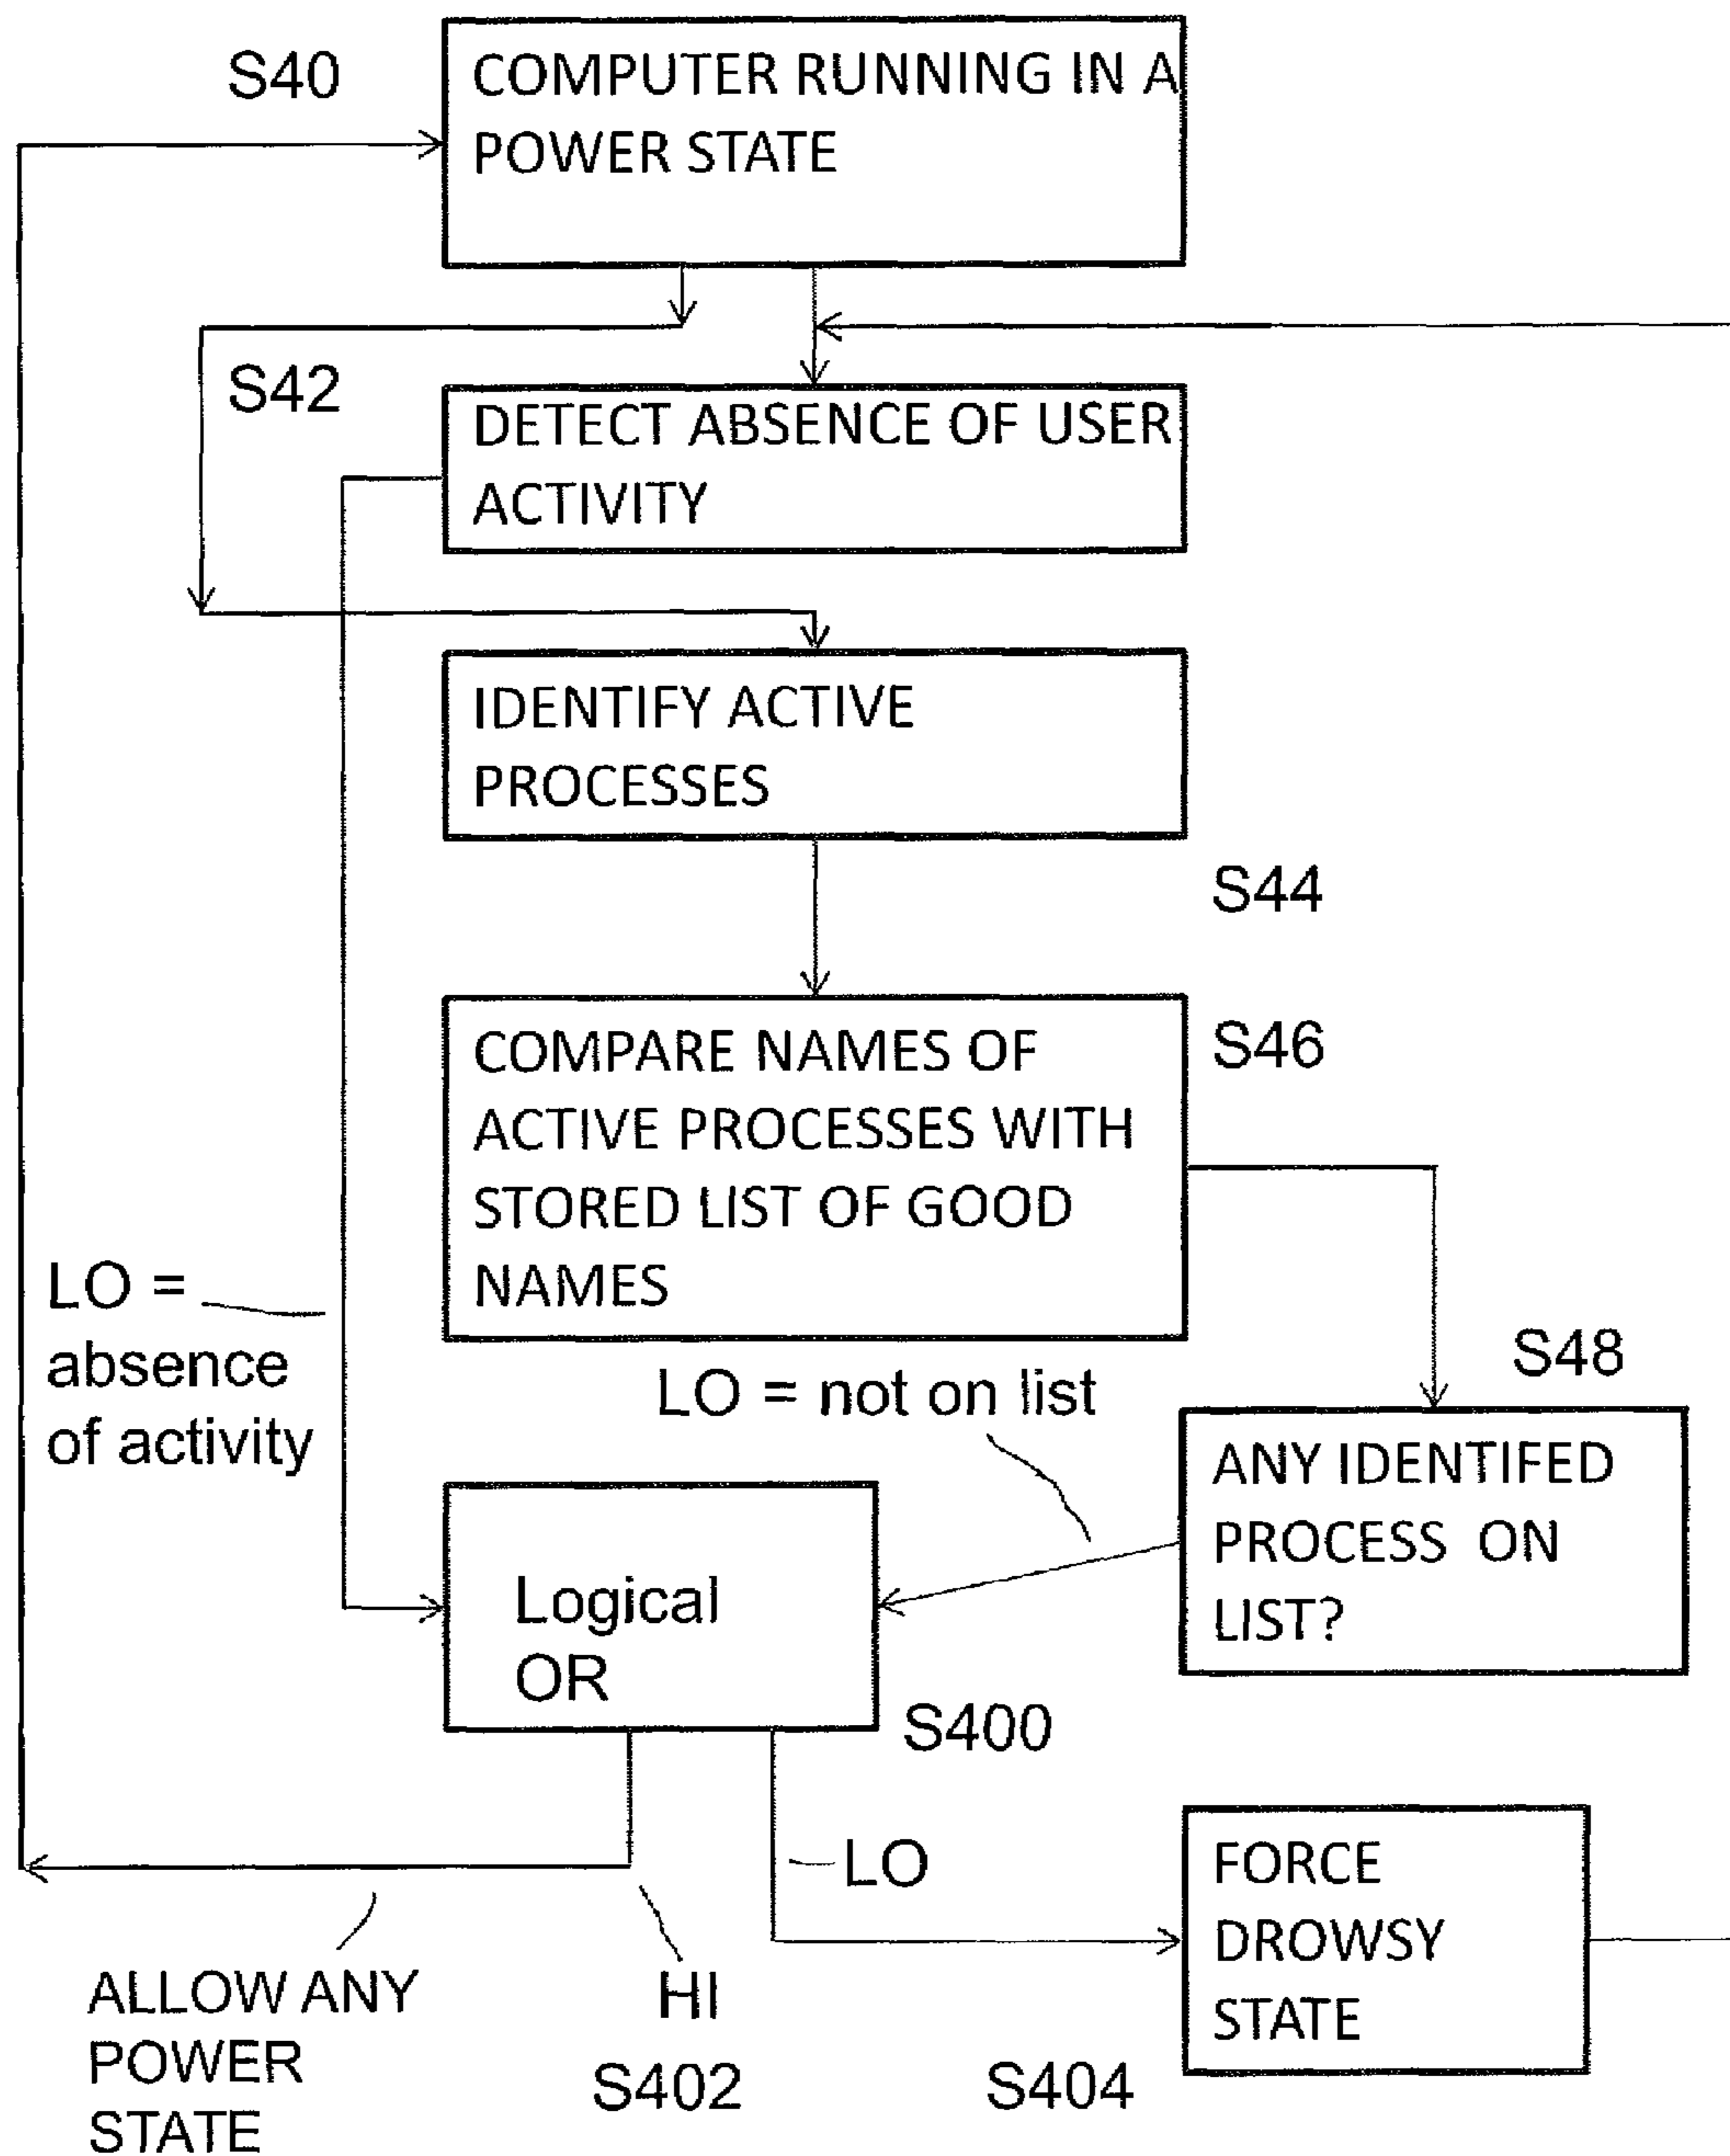 S40
COMPUTER RUNNING IN A
POWER STATE
S42
DETECT ABSENCE OF USER
ACTIVITY
IDENTIFY ACTIVE
PROCESSES
S44
COMPARE NAMES OF
ACTIVE PROCESSES WITH
STORED LIST OF GOOD
NAMES
S46
LO =
absence
of activity
LO = not on list
S48
ANY IDENTIFED
PROCESS ON
LIST?
Logical
OR
S400
LO
HI
S402
ALLOW ANY
POWER
STATE
S404
FORCE
DROWSY
STATE